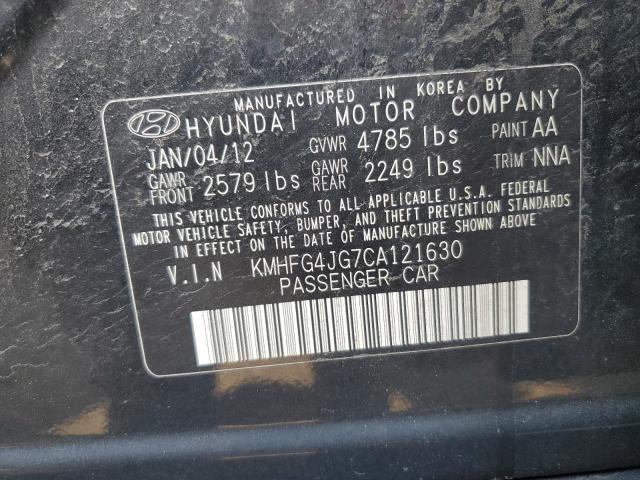 MANUFACTURED IN KOREA BY
HYUNDAI MOTOR COMPANY
JAN/04/12 GVWR 4785 lbs PAINT AA
GAWR FRONT 2579 lbs GAWR REAR 2249 lbs TRIM NNA
THIS VEHICLE CONFORMS TO ALL APPLICABLE U.S.A. FEDERAL
MOTOR VEHICLE SAFETY, BUMPER, AND THEFT PREVENTION STANDARDS
IN EFFECT ON THE DATE OF MANUFACTURE SHOWN ABOVE
V.I.N KMHFG4JG7CA121630
PASSENGER CAR